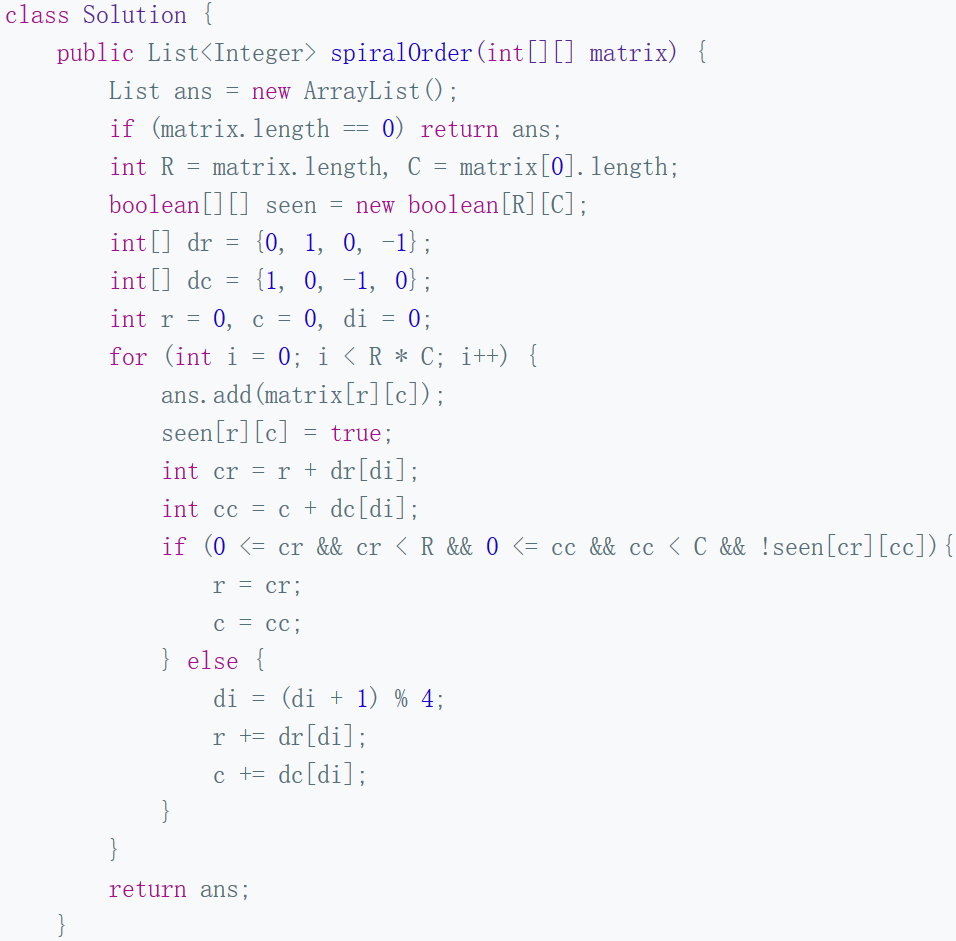 class Solution {
    public List<Integer> spiralOrder(int[][] matrix) {
        List ans = new ArrayList();
        if (matrix.length == 0) return ans;
        int R = matrix.length, C = matrix[0].length;
        boolean[][] seen = new boolean[R][C];
        int[] dr = {0, 1, 0, -1};
        int[] dc = {1, 0, -1, 0};
        int r = 0, c = 0, di = 0;
        for (int i = 0; i < R * C; i++) {
            ans.add(matrix[r][c]);
            seen[r][c] = true;
            int cr = r + dr[di];
            int cc = c + dc[di];
            if (0 <= cr && cr < R && 0 <= cc && cc < C && !seen[cr][cc]){
                r = cr;
                c = cc;
            } else {
                di = (di + 1) % 4;
                r += dr[di];
                c += dc[di];
            }
        }
        return ans;
    }